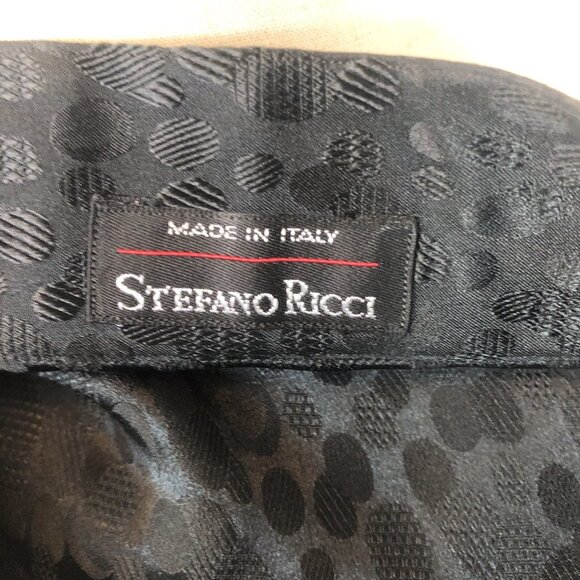 MADE IN ITALY
STEFANO RICCI